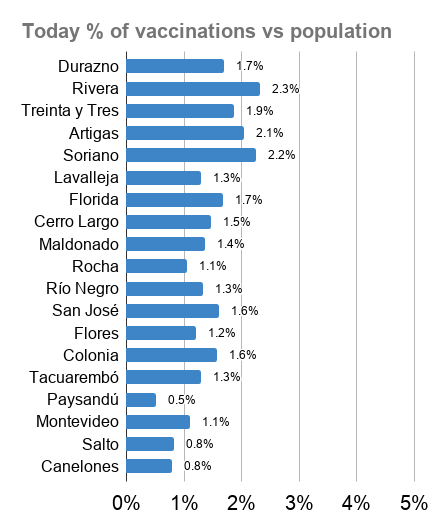 Today % of vaccinations vs population
Durazno 1.7%
Rivera 2.3%
Treinta y Tres 1.9%
Artigas 2.1%
Soriano 2.2%
Lavalleja 1.3%
Florida 1.7%
Cerro Largo 1.5%
Maldonado 1.4%
Rocha 1.1%
Río Negro 1.3%
San José 1.6%
Flores 1.2%
Colonia 1.6%
Tacuarembó 1.3%
Paysandú 0.5%
Montevideo 1.1%
Salto 0.8%
Canelones 0.8%
0% 1% 2% 3% 4% 5%